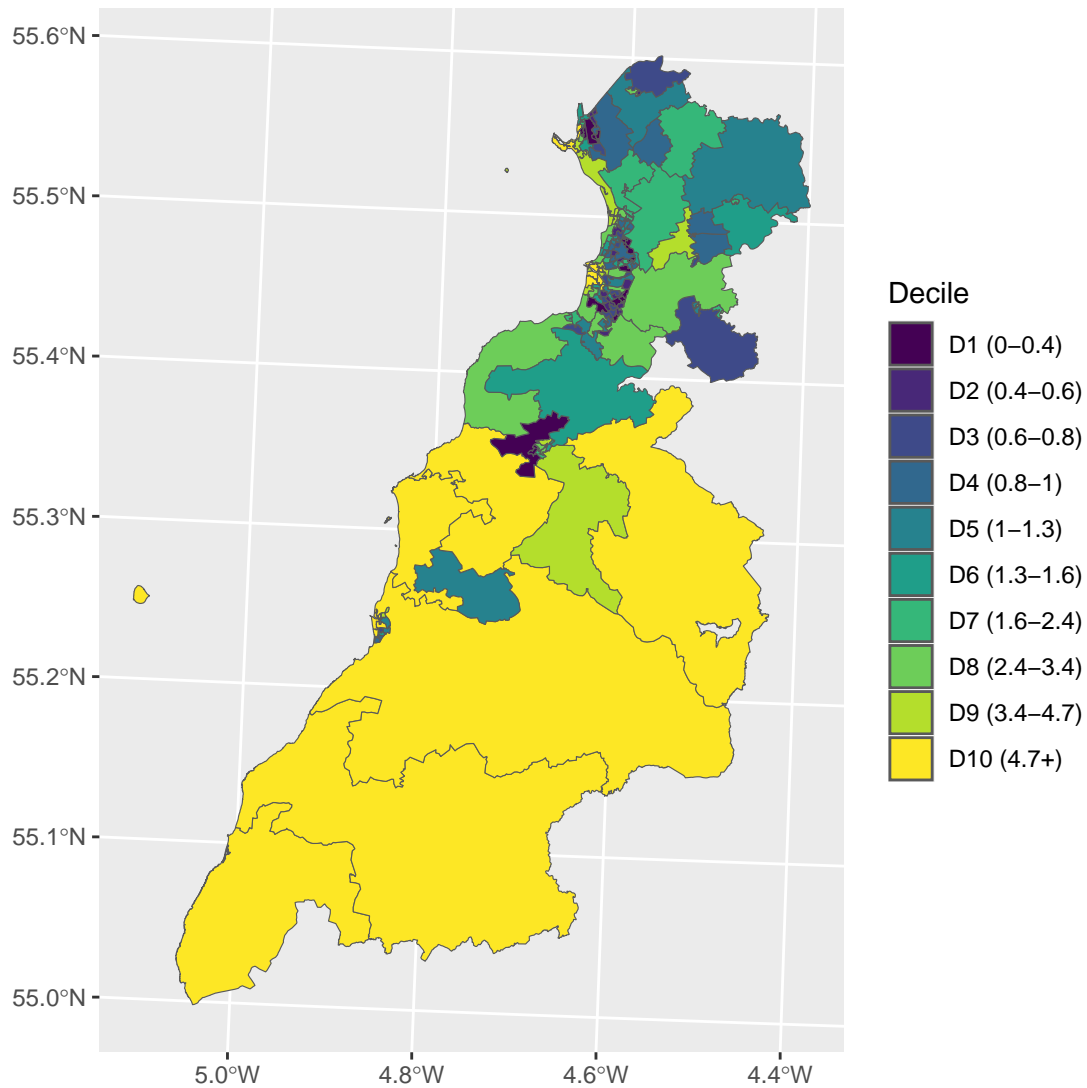 55.6°N
55.5°N
55.4°N
55.3°N
55.2°N
55.1°N
55.0°N
5.0°W 4.8°W 4.6°W 4.4°W
Decile
D1 (0–0.4)
D2 (0.4–0.6)
D3 (0.6–0.8)
D4 (0.8–1)
D5 (1–1.3)
D6 (1.3–1.6)
D7 (1.6–2.4)
D8 (2.4–3.4)
D9 (3.4–4.7)
D10 (4.7+)